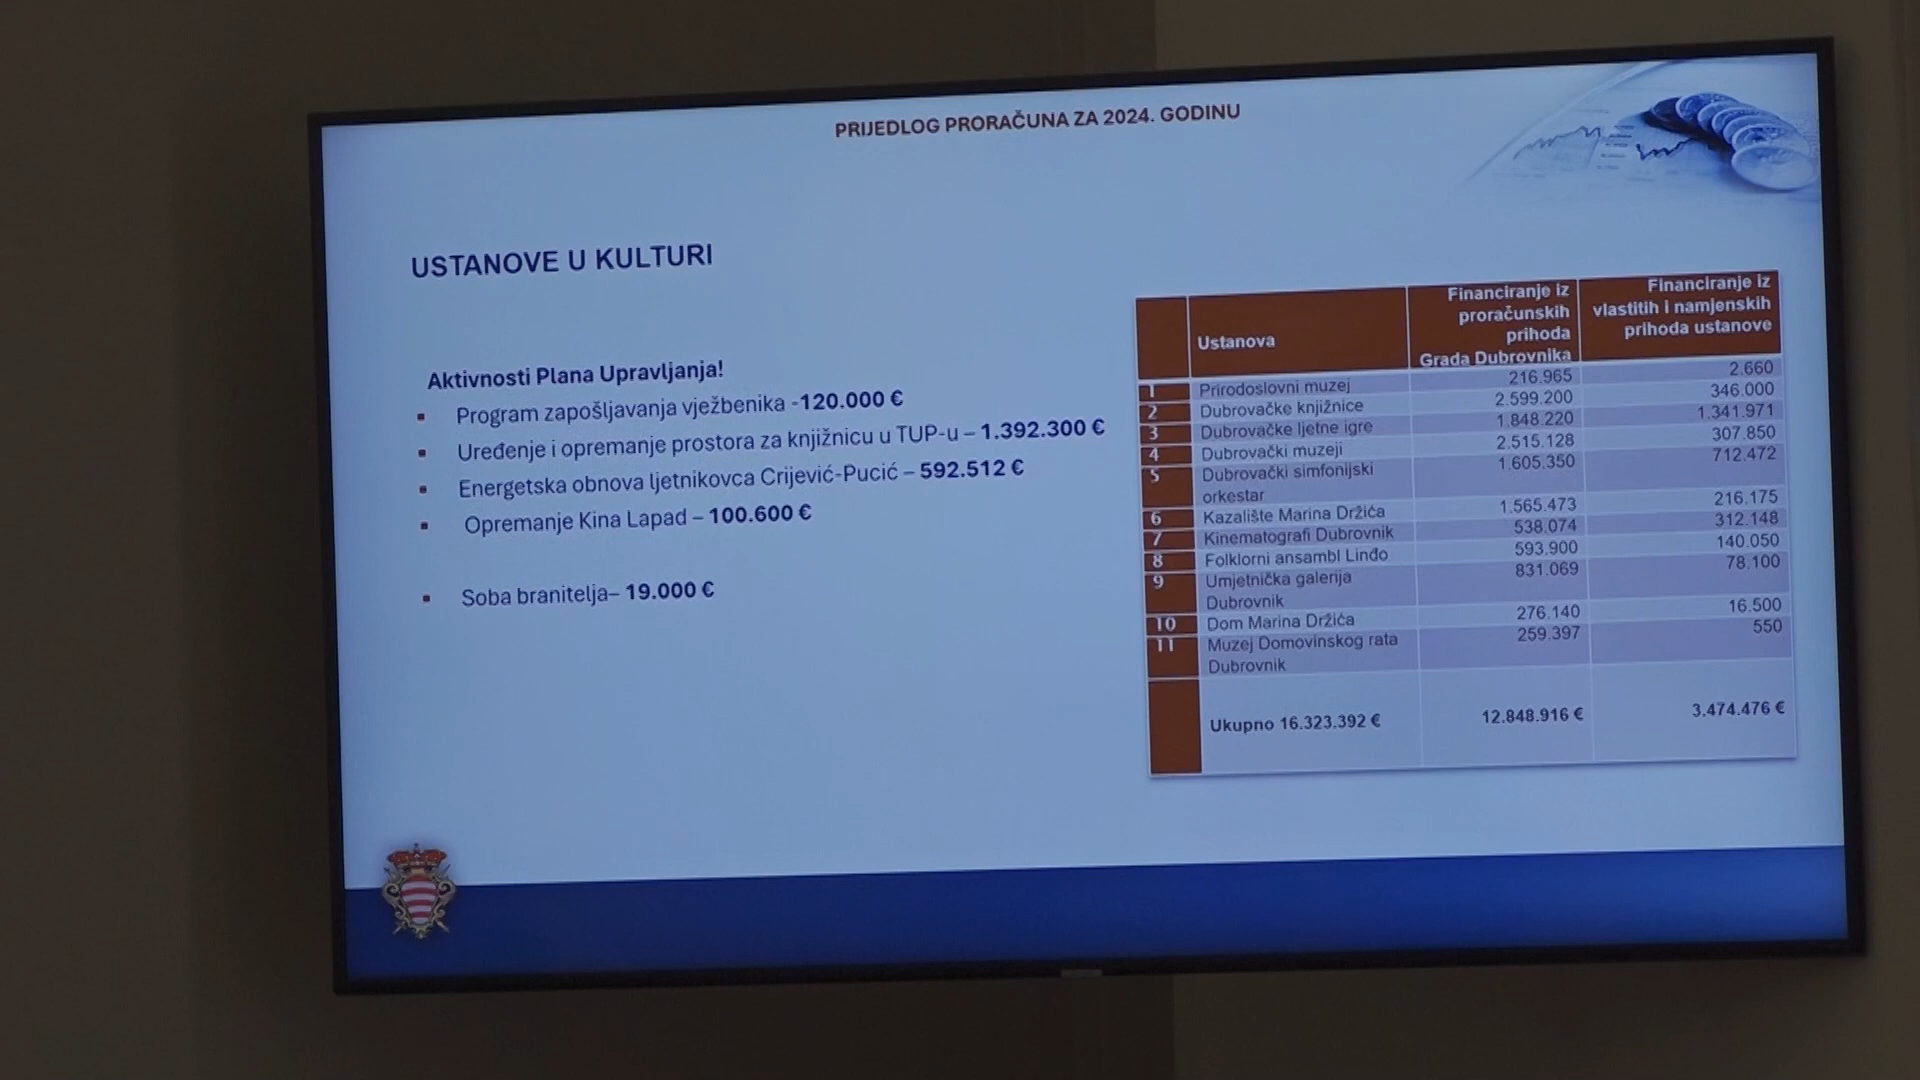 PRIJEDLOG PRORAČUNA ZA 2024. GODINU
USTANOVE U KULTURI
Aktivnosti Plana Upravljanja!
▪ Program zapošljavanja vježbenika -120.000 €
▪ Uređenje i opremanje prostora za knjižnicu u TUP-u – 1.392.300 €
▪ Energetska obnova ljetnikovca Crijević-Pucić – 592.512 €
▪ Opremanje Kina Lapad – 100.600 €
▪ Soba branitelja– 19.000 €
Ustanova
Financiranje iz
proračunskih
prihoda
Grada Dubrovnika
Financiranje iz
vlastitih i namjenskih
prihoda ustanove
1 Prirodoslovni muzej 216.965 2.660
2 Dubrovačke knjižnice 2.599.200 346.000
3 Dubrovačke ljetne igre 1.848.220 1.341.971
4 Dubrovački muzeji 2.515.128 307.850
5 Dubrovački simfonijski 1.605.350 712.472
orkestar
6 Kazalište Marina Držića 1.565.473 216.175
7 Kinematografi Dubrovnik 538.074 312.148
8 Folklorni ansambl Linđo 593.900 140.050
9 Umjetnička galerija 831.069 78.100
Dubrovnik
10 Dom Marina Držića 276.140 16.500
11 Muzej Domovinskog rata 259.397 550
Dubrovnik
Ukupno 16.323.392 € 12.848.916 € 3.474.476 €